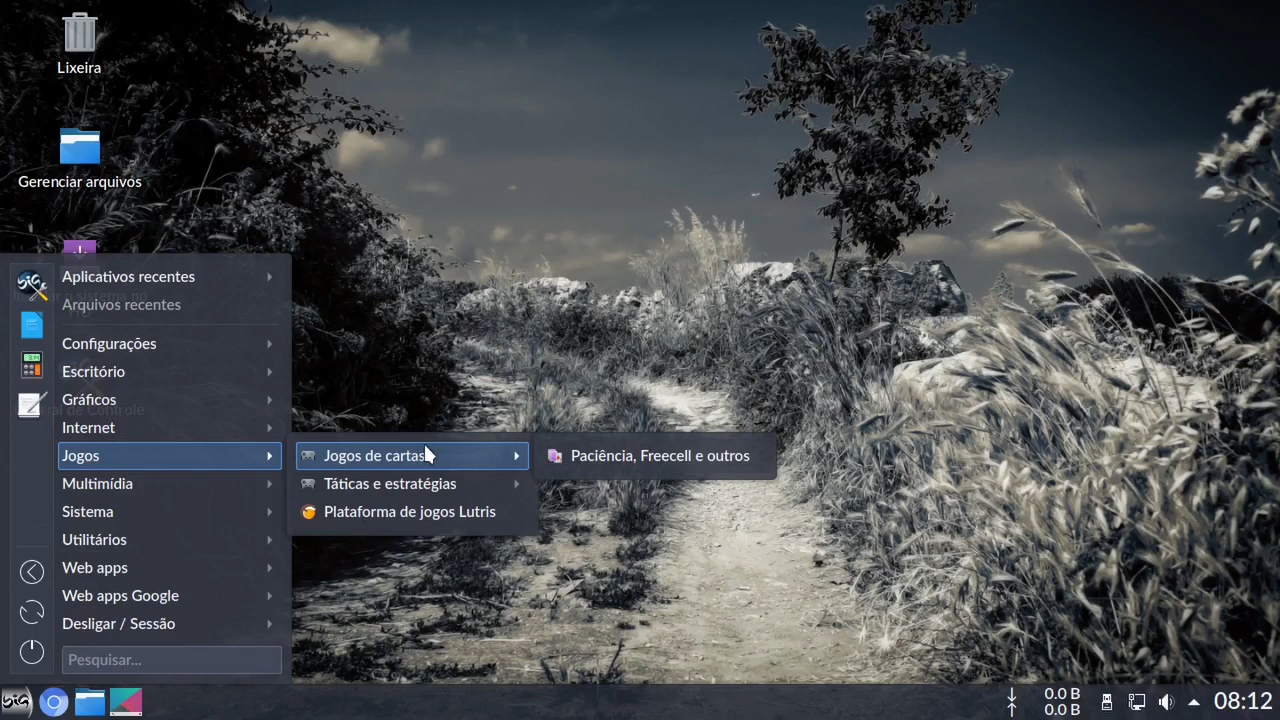 Lixeira
Gerenciar arquivos
Aplicativos recentes
Arquivos recentes
Configurações
Escritório
Gráficos
Internet
Jogos
Jogos de cartas
Paciência, Freecell e outros
Multimídia
Táticas e estratégias
Sistema
Plataforma de jogos Lutris
Utilitários
Web apps
Web apps Google
Desligar / Sessão
Pesquisar...
0.0 B
0.0 B
08:12